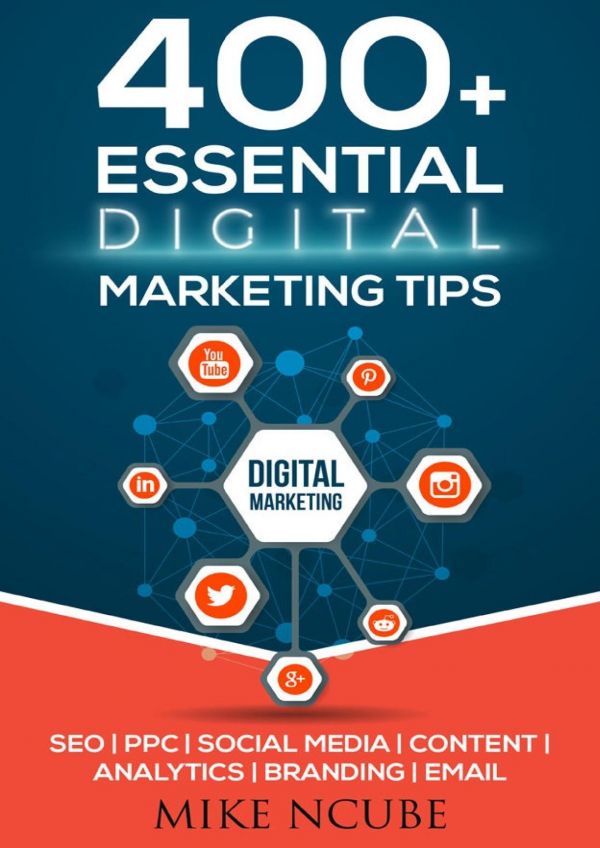 400+
ESSENTIAL
DIGITAL
MARKETING TIPS
You
Tube
in
DIGITAL
MARKETING
g+
SEO | PPC | SOCIAL MEDIA | CONTENT |
ANALYTICS | BRANDING | EMAIL
MIKE NCUBE